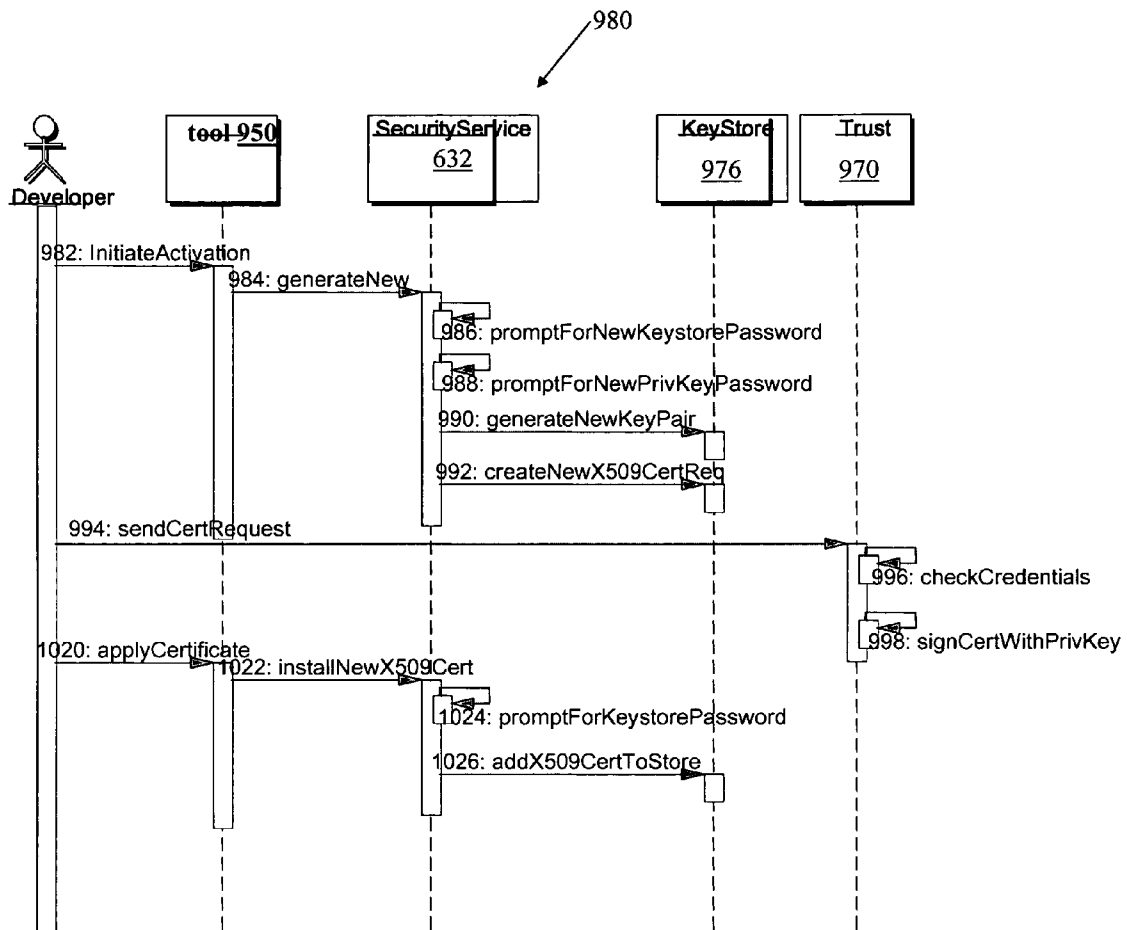 980
tool 950
SecurityService
632
KeyStore
976
Trust
970
Developer
982: InitiateActivation
984: generateNew
986: promptForNewKeystorePassword
988: promptForNewPrivKeyPassword
990: generateNewKeyPair
992: createNewX509CertReq
994: sendCertRequest
996: checkCredentials
998: signCertWithPrivKey
1020: applyCertificate
1022: installNewX509Cert
1024: promptForKeystorePassword
1026: addX509CertToStore